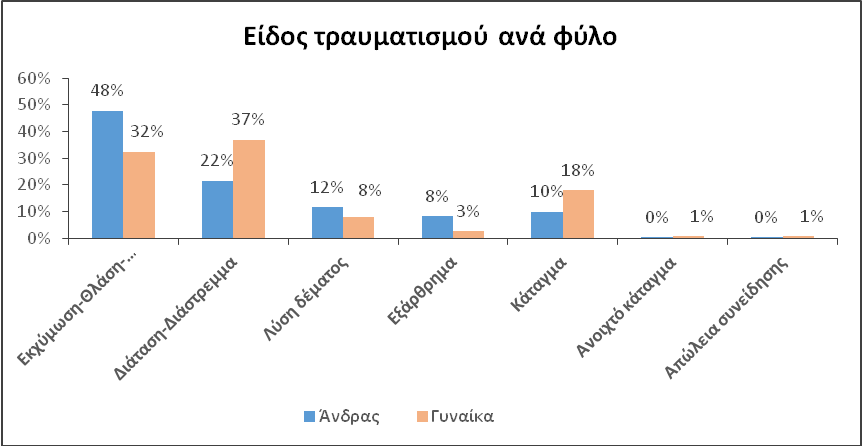 Είδος τραυματισμού ανά φύλο
60%
50%
40%
30%
20%
10%
0%
48%
32%
22%
37%
12%
8%
8%
3%
10%
18%
0%
1%
0%
1%
Εκχύμωση-Θλάση-...
Διάταση-Διάστρεμμα
Λύση δέματος
Εξάρθρημα
Κάταγμα
Ανοιχτό κάταγμα
Απώλεια συνείδησης
Άνδρας
Γυναίκα